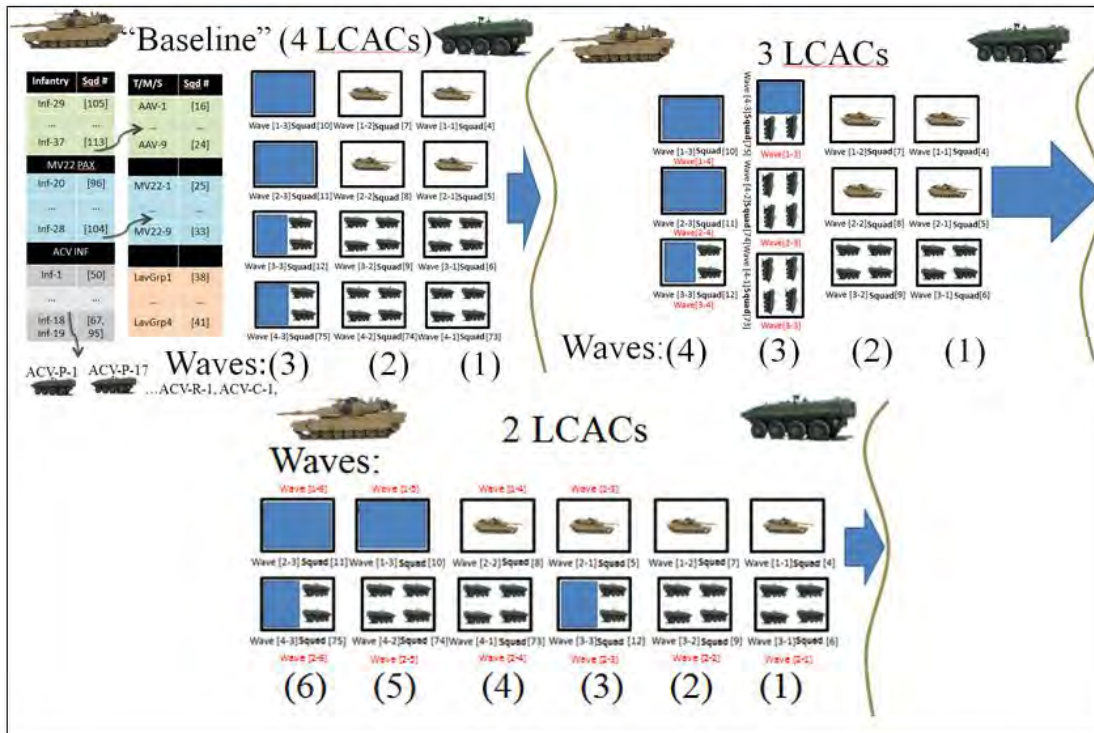 "Baseline" (4 LCACs)
Infantry Sqd #
Inf-29 [105]
... ...
Inf-37 [113]
MV22 PAX
Inf-20 [96]
... ...
Inf-28 [104]
ACV INF
Inf-1 [50]
... ...
Inf-18 [67,
Inf-19 95]
T/M/S Sqd #
AAV-1 [16]
... ...
AAV-9 [24]
MV22-1 [25]
... ...
MV22-9 [33]
LavGrp1 [38]
... ...
LavGrp4 [41]
ACV-P-1 ACV-P-17
...ACV-R-1, ACV-C-1,
Wave [1-3]Squad[10] Wave [1-2]Squad[7] Wave [1-1]Squad[4]
Wave [2-3]Squad[11] Wave [2-2]Squad[8] Wave [2-1]Squad[5]
Wave [3-3]Squad[12] Wave [3-2]Squad[9] Wave [3-1]Squad[6]
Wave [4-3]Squad[75] Wave [4-2]Squad[74] Wave [4-1]Squad[73]
Waves:(3) (2) (1)
3 LCACs
Wave [1-3]Squad[10] Wave [4-3]Squad[75] Wave [1-2]Squad[7] Wave [1-1]Squad[4]
Wave[1-4] Wave[1-3]
Wave [2-3]Squad[11] Wave [4-2]Squad[74] Wave [2-2]Squad[8] Wave [2-1]Squad[5]
Wave[2-4] Wave[2-3]
Wave [3-3]Squad[12] Wave [4-1]Squad[73] Wave [3-2]Squad[9] Wave [3-1]Squad[6]
Wave[3-4] Wave[3-3]
Waves:(4) (3) (2) (1)
2 LCACs
Waves:
Wave [1-6] Wave [1-5] Wave [1-4] Wave [1-3]
Wave [2-3]Squad[11] Wave [1-3]Squad[10] Wave [2-2]Squad[8] Wave [2-1]Squad[5] Wave [1-2]Squad[7] Wave [1-1]Squad[4]
Wave [4-3]Squad[75] Wave [4-2]Squad[74] Wave [4-1]Squad[73] Wave [3-3]Squad[12] Wave [3-2]Squad[9] Wave [3-1]Squad[6]
Wave [2-6] Wave [2-5] Wave [2-4] Wave [2-3] Wave [2-2] Wave [2-1]
(6) (5) (4) (3) (2) (1)